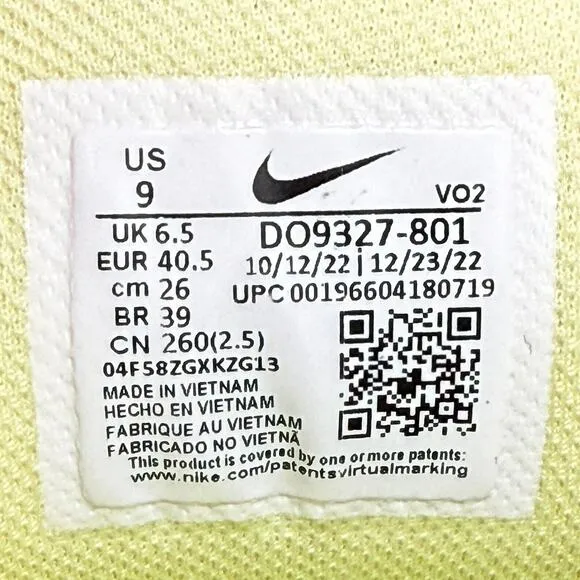 US
9
VO2
UK 6.5
EUR 40.5
cm 26
BR 39
CN 260(2.5)
DO9327-801
10/12/22 | 12/23/22
UPC 00196604180719
04F58ZGXKZG13
MADE IN VIETNAM
HECHO EN VIETNAM
FABRIQUE AU VIETNAM
FABRICADO NO VIETNÃ
This product is covered by one or more patents:
www.nike.com/patentsvirtualmarking